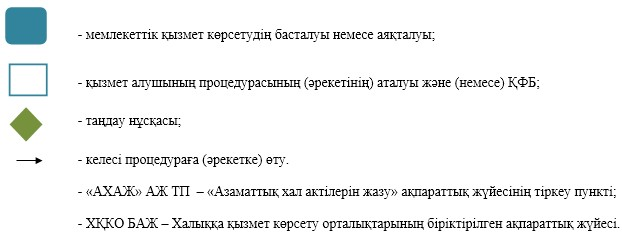 - мемлекеттік қызмет көрсетудің басталуы немесе аяқталуы;
- қызмет алушының процедурасының (әрекетінің) аталуы және (немесе) ҚФБ;
- таңдау нұсқасы;
- келесі процедураға (әрекетке) өту.
- «АХАЖ» АЖ ТП – «Азаматтық хал актілерін жазу» ақпараттық жүйесінің тіркеу пункті;
- ХҚКО БАЖ – Халыққа қызмет көрсету орталықтарының біріктірілген ақпараттық жүйесі.